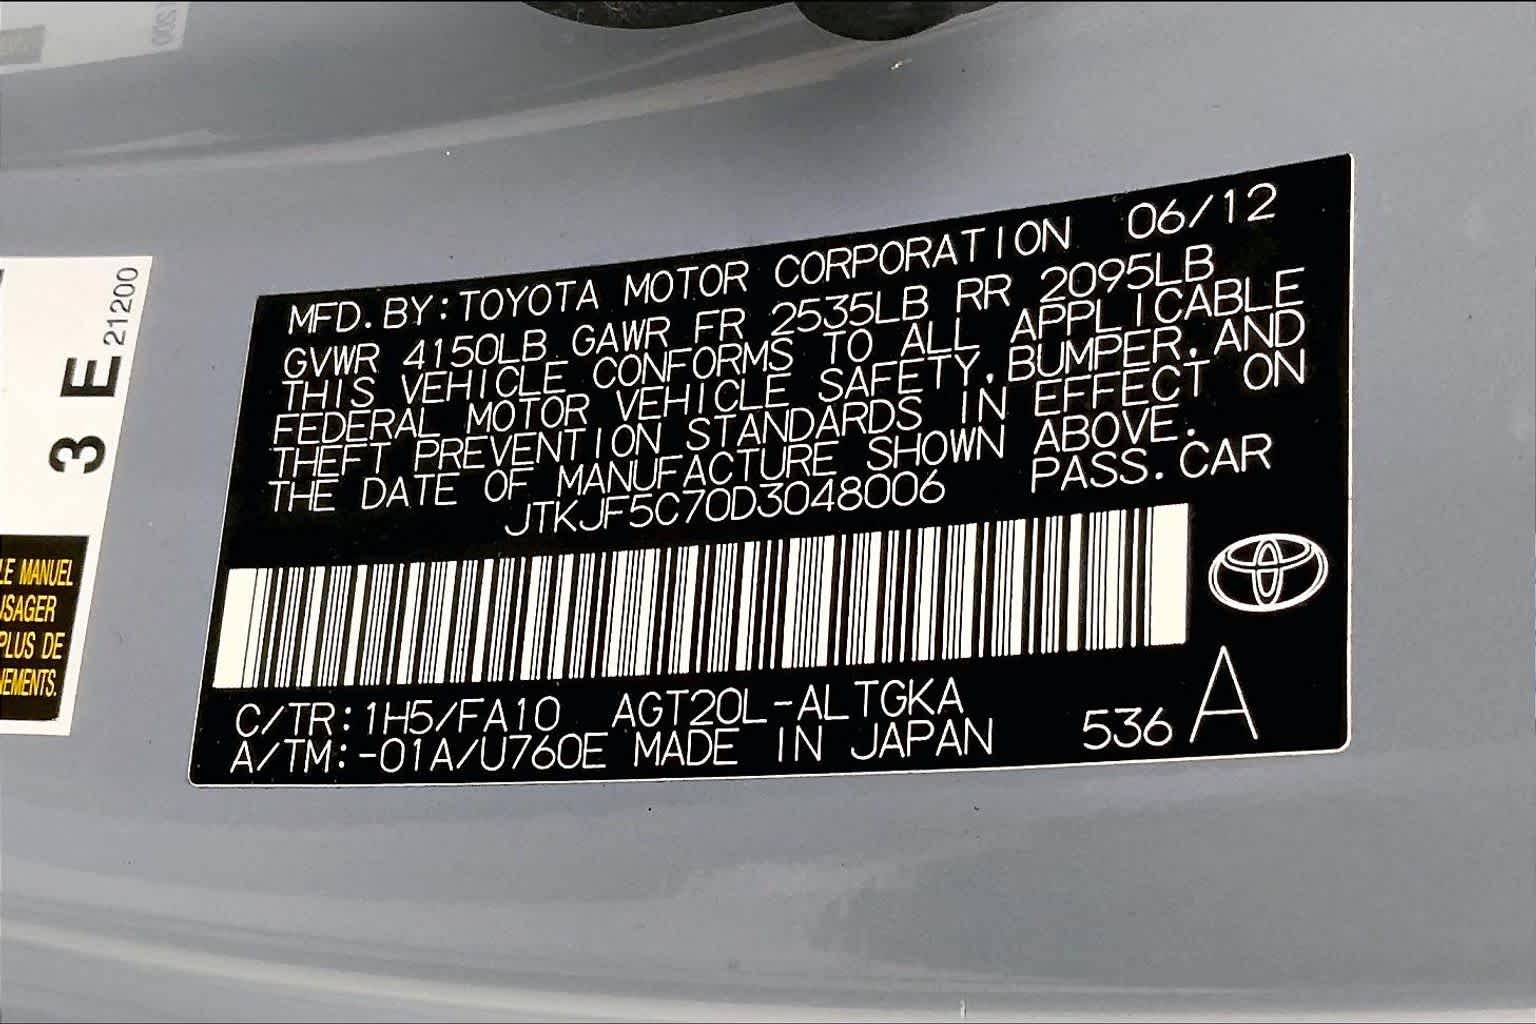 3 E 21200
LE MANUEL
USAGER
PLUS DE
NEMENTS.
MFD. BY: TOYOTA MOTOR CORPORATION 06/12
GVWR 4150LB GAWR FR 2535LB RR 2095LB
THIS VEHICLE CONFORMS TO ALL APPLICABLE
FEDERAL MOTOR VEHICLE SAFETY, BUMPER, AND
THEFT PREVENTION STANDARDS IN EFFECT ON
THE DATE OF MANUFACTURE SHOWN ABOVE.
JTKJF5C70D3048006 PASS. CAR
C/TR: 1H5/FA10 AGT20L-ALTGKA
A/TM: -01A/U760E MADE IN JAPAN 536 A